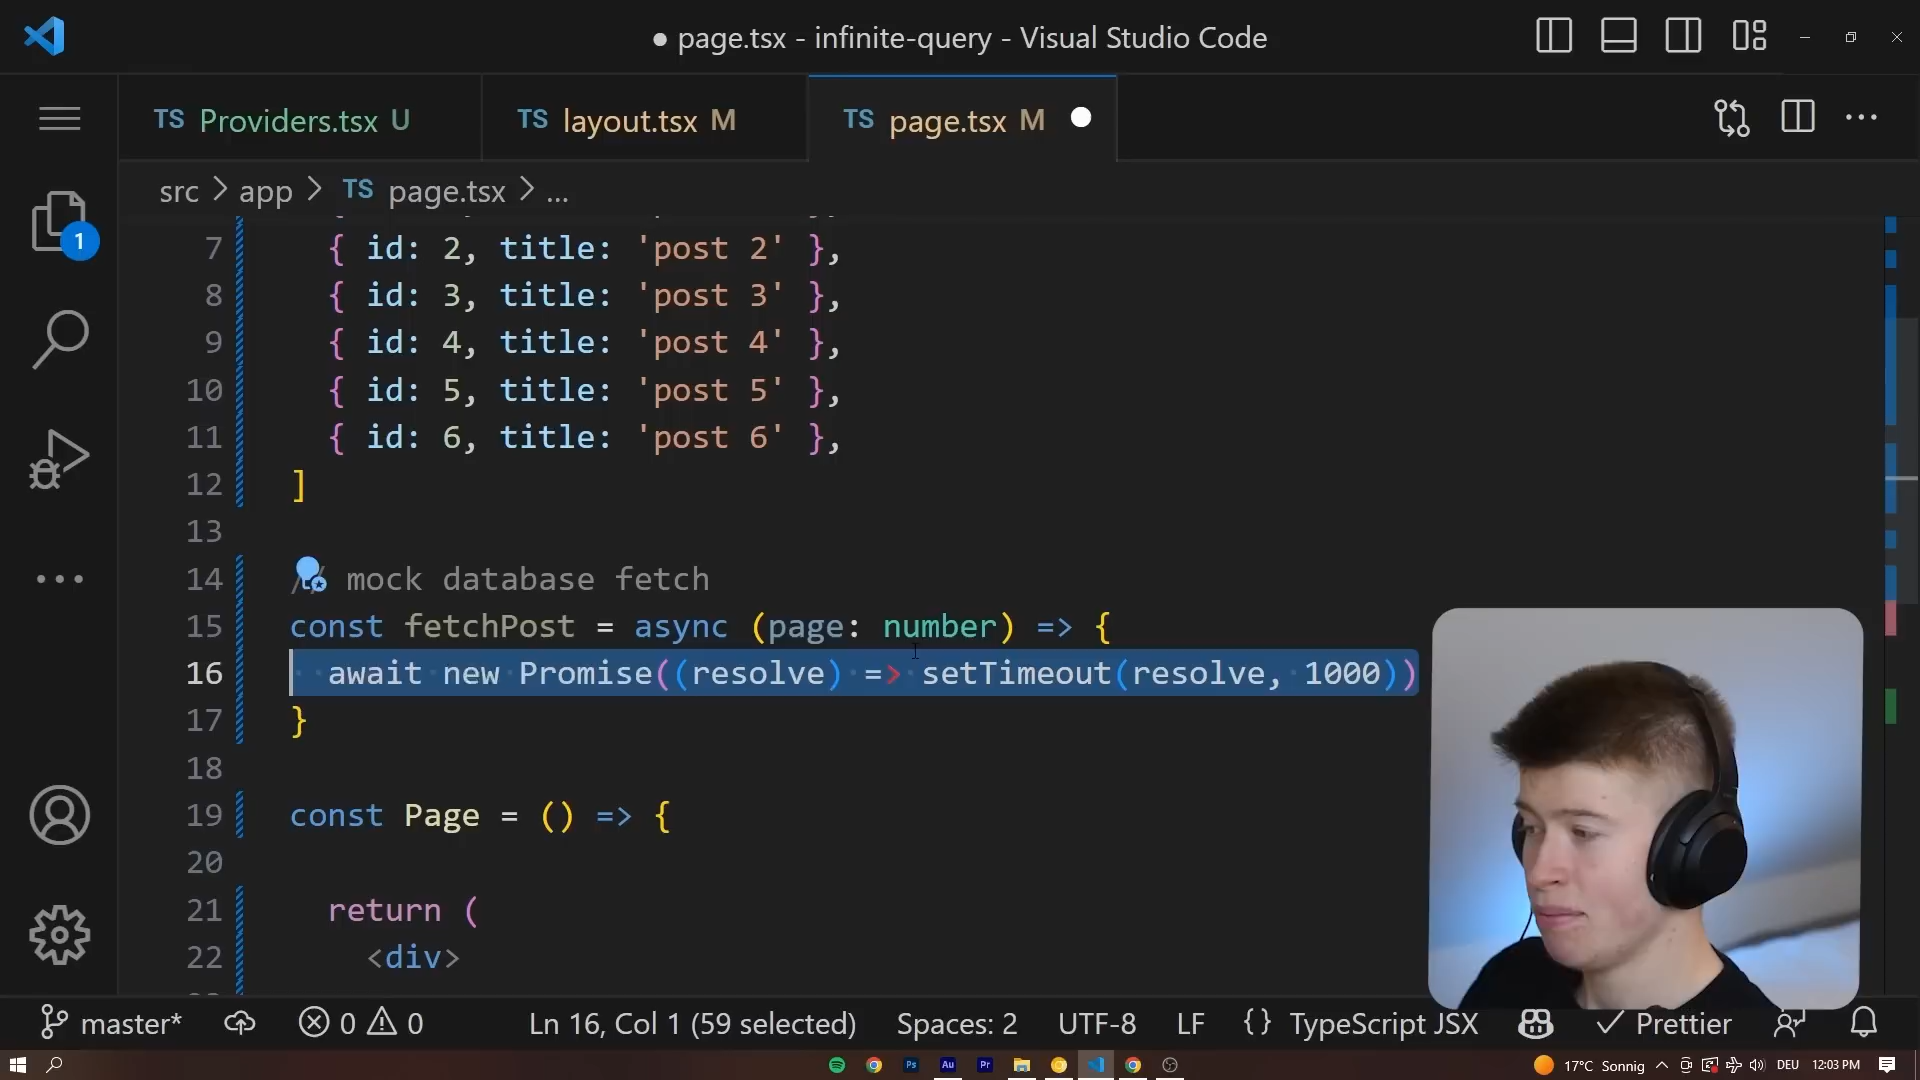 ● page.tsx - infinite-query - Visual Studio Code
TS Providers.tsx U
TS layout.tsx M
TS page.tsx M
src > app > TS page.tsx > ...
7 { id: 2, title: 'post 2' },
8 { id: 3, title: 'post 3' },
9 { id: 4, title: 'post 4' },
10 { id: 5, title: 'post 5' },
11 { id: 6, title: 'post 6' },
12 ]
13
14 // mock database fetch
15 const fetchPost = async (page: number) => {
16 await new Promise((resolve) => setTimeout(resolve, 1000))
17 }
18
19 const Page = () => {
20
21 return (
22 <div>
1
master* 0 0 Ln 16, Col 1 (59 selected) Spaces: 2 UTF-8 LF {} TypeScript JSX Prettier
Ps Au Pr 17°C Sonnig DEU 12:03 PM